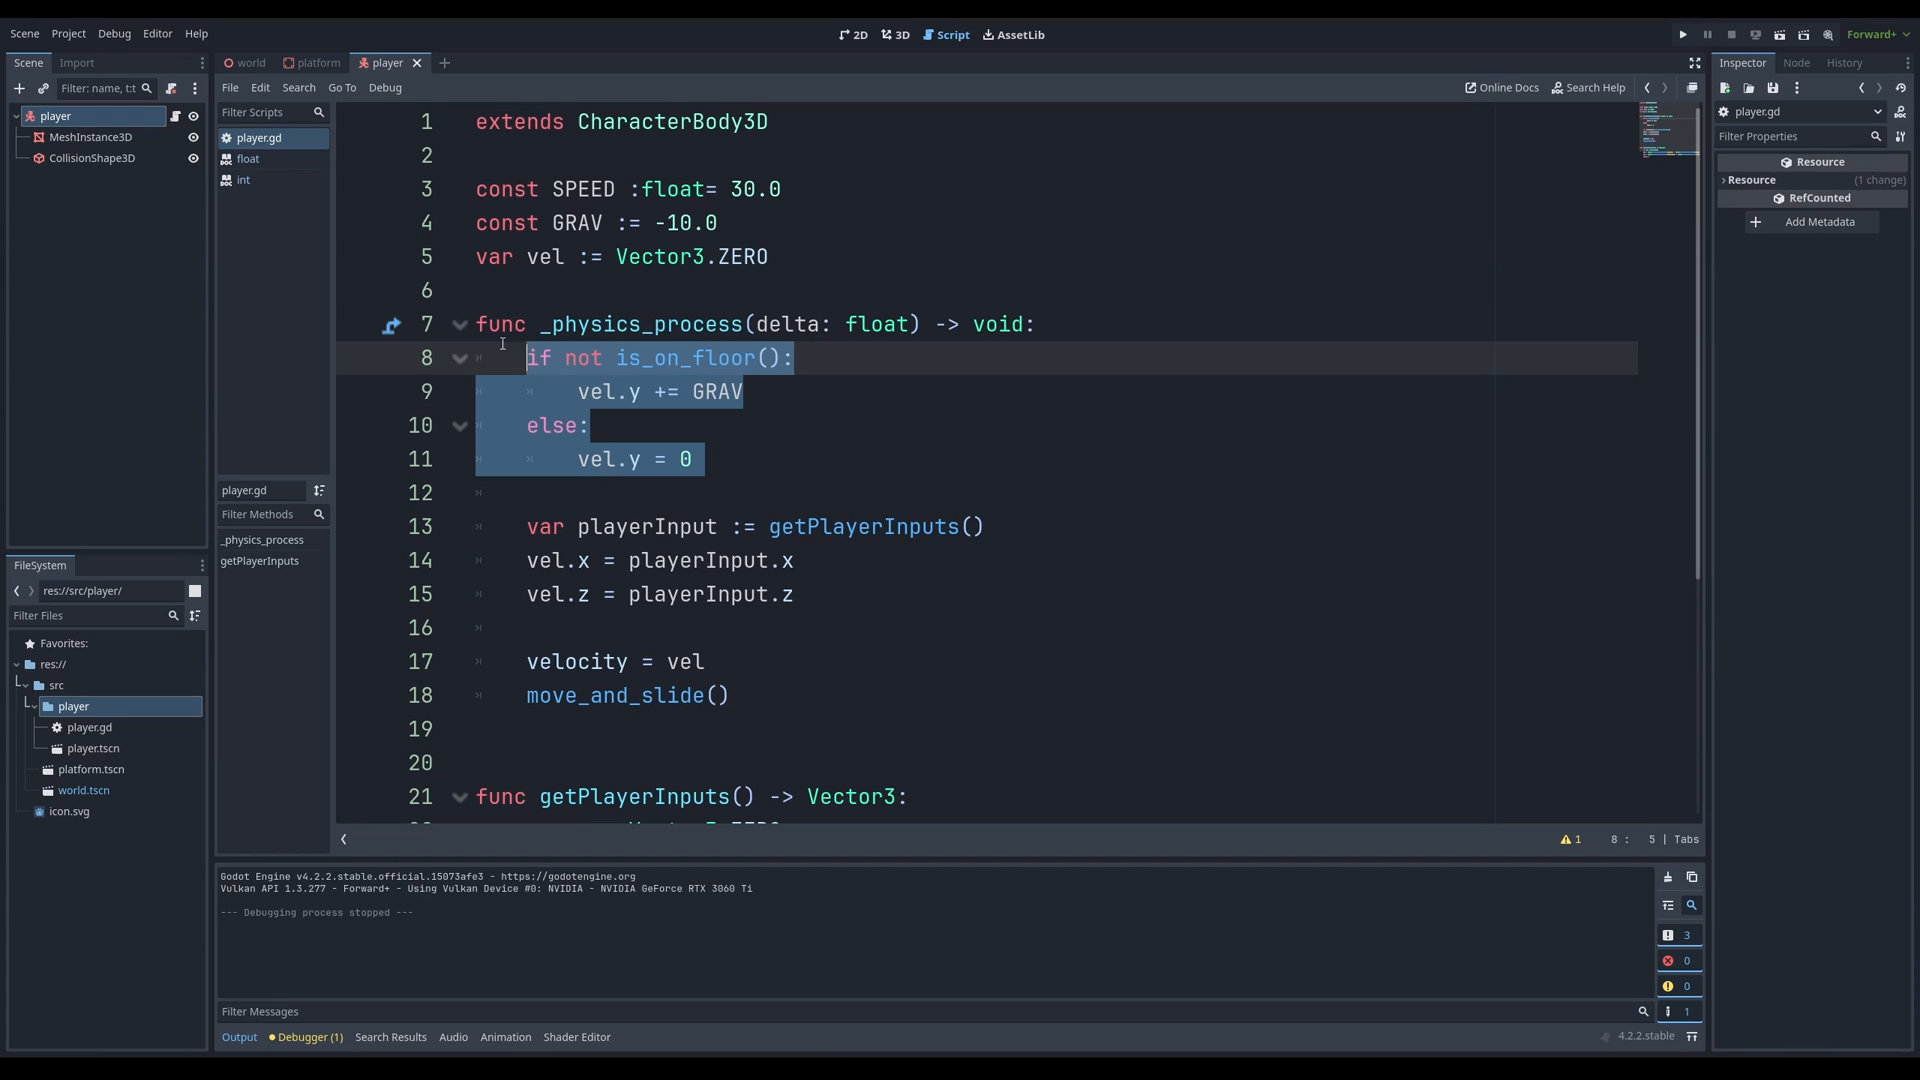 Scene Project Debug Editor Help
2D 3D Script AssetLib
Forward+
Scene Import
world platform player
Inspector Node History
Filter: name, t:t
File Edit Search Go To Debug
Online Docs Search Help
player
MeshInstance3D
CollisionShape3D
Filter Scripts
player.gd
float
int
player.gd
Filter Methods
_physics_process
getPlayerInputs
1 extends CharacterBody3D
2
3 const SPEED :float= 30.0
4 const GRAV := -10.0
5 var vel := Vector3.ZERO
6
7 func _physics_process(delta: float) -> void:
8 if not is_on_floor():
9 vel.y += GRAV
10 else:
11 vel.y = 0
12
13 var playerInput := getPlayerInputs()
14 vel.x = playerInput.x
15 vel.z = playerInput.z
16
17 velocity = vel
18 move_and_slide()
19
20
21 func getPlayerInputs() -> Vector3:
1 8 : 5 | Tabs
player.gd
Filter Properties
Resource
Resource (1 change)
RefCounted
Add Metadata
FileSystem
res://src/player/
Filter Files
Favorites:
res://
src
player
player.gd
player.tscn
platform.tscn
world.tscn
icon.svg
Godot Engine v4.2.2.stable.official.15073afe3 - https://godotengine.org
Vulkan API 1.3.277 - Forward+ - Using Vulkan Device #0: NVIDIA - NVIDIA GeForce RTX 3060 Ti
--- Debugging process stopped ---
3
0
0
1
Filter Messages
Output Debugger (1) Search Results Audio Animation Shader Editor
4.2.2.stable